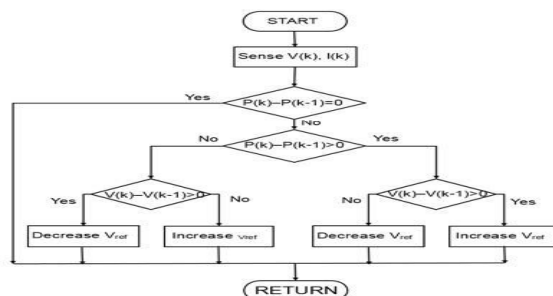 START
Sense V(k), I(k)
Yes
P(k)–P(k-1)=0
No
No
P(k)–P(k-1)>0
Yes
Yes
V(k)–V(k-1)>0
No
No
V(k)–V(k-1)>0
Yes
Decrease Vref
Increase Vref
Decrease Vref
Increase Vref
RETURN